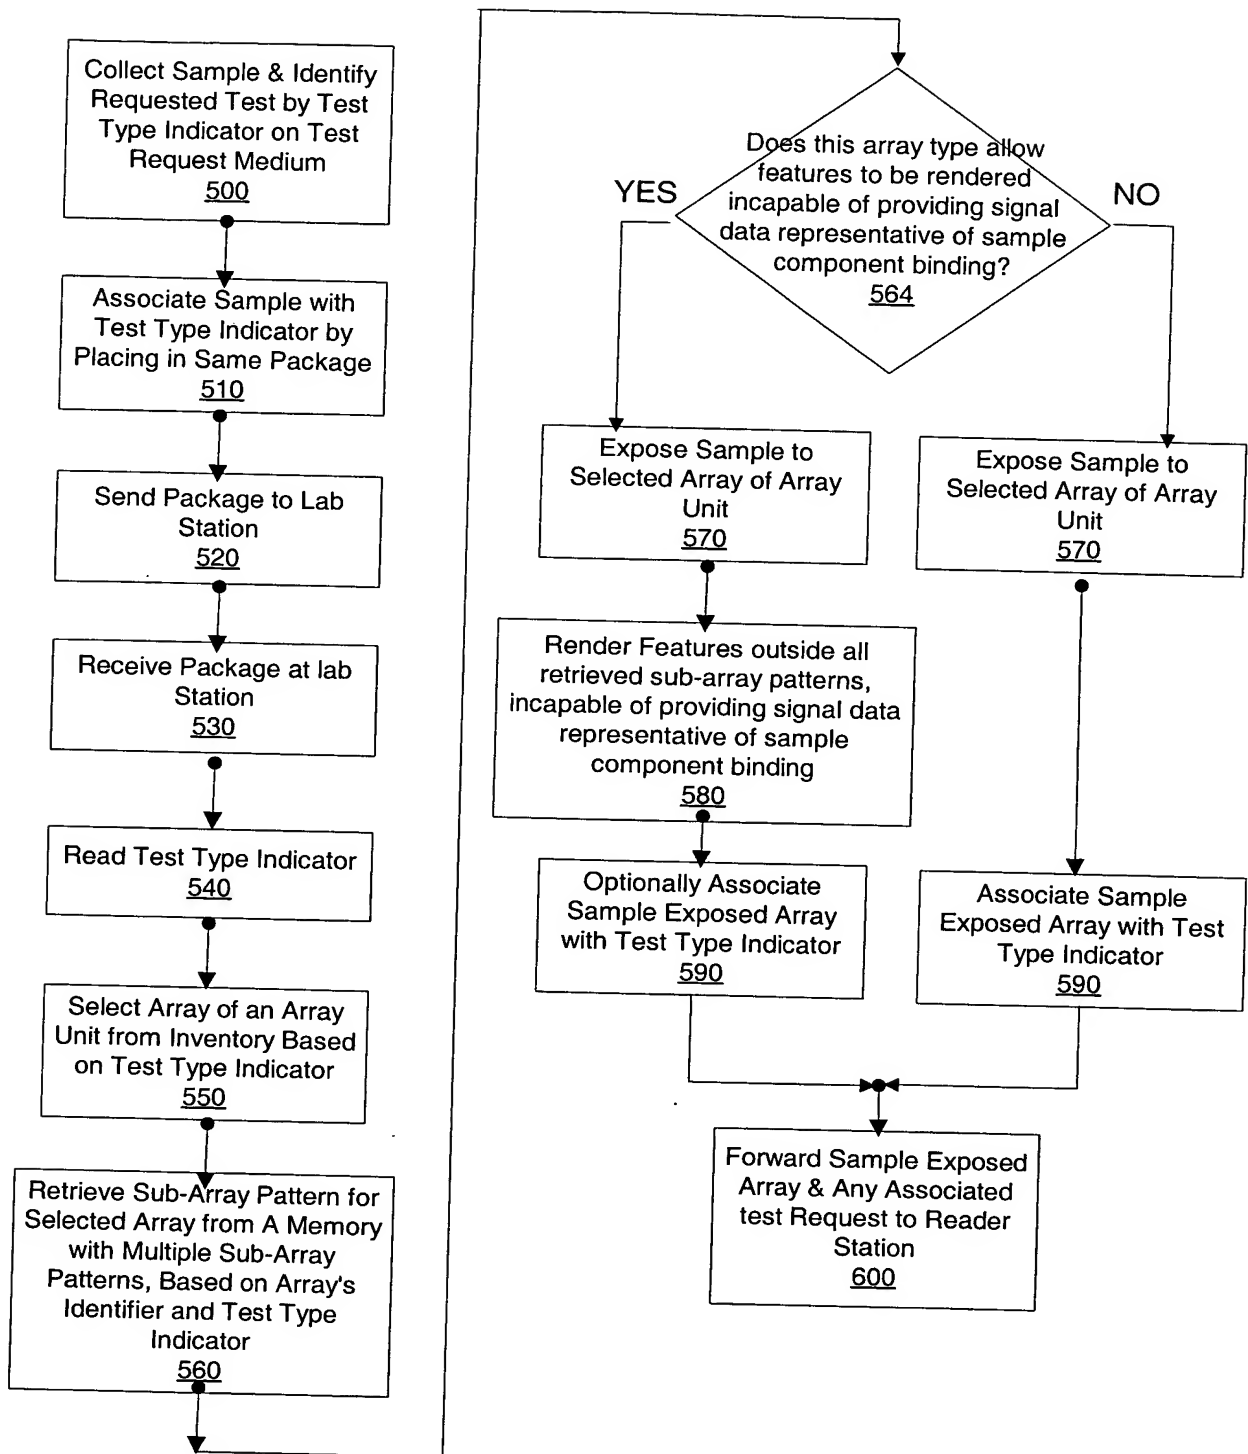 Collect Sample & Identify
Requested Test by Test
Type Indicator on Test
Request Medium
500
Associate Sample with
Test Type Indicator by
Placing in Same Package
510
Send Package to Lab
Station
520
Receive Package at lab
Station
530
Read Test Type Indicator
540
Select Array of an Array
Unit from Inventory Based
on Test Type Indicator
550
Retrieve Sub-Array Pattern for
Selected Array from A Memory
with Multiple Sub-Array
Patterns, Based on Array's
Identifier and Test Type
Indicator
560
Does this array type allow
features to be rendered
incapable of providing signal
data representative of sample
component binding?
564
YES
NO
Expose Sample to
Selected Array of Array
Unit
570
Render Features outside all
retrieved sub-array patterns,
incapable of providing signal data
representative of sample
component binding
580
Optionally Associate
Sample Exposed Array
with Test Type Indicator
590
Expose Sample to
Selected Array of Array
Unit
570
Associate Sample
Exposed Array with Test
Type Indicator
590
Forward Sample Exposed
Array & Any Associated
test Request to Reader
Station
600